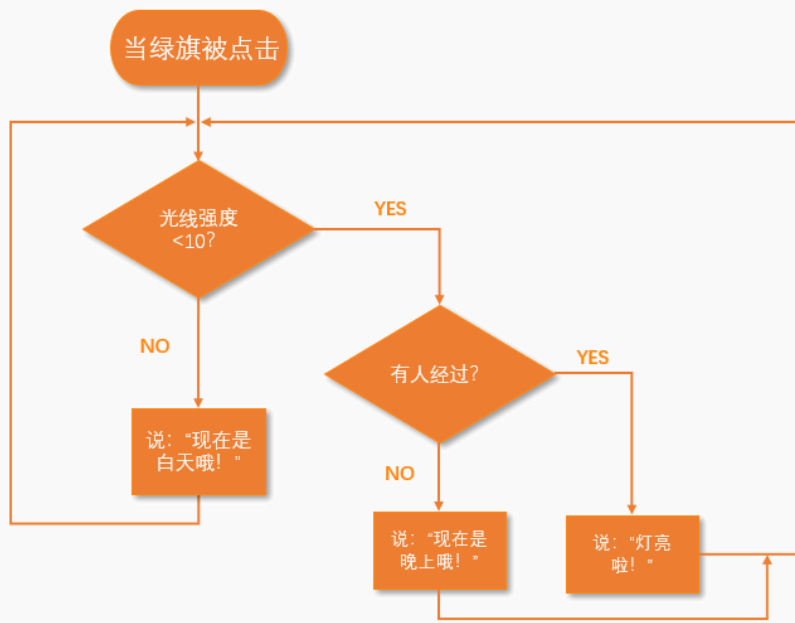 当绿旗被点击
光线强度
<10?
YES
NO
有人经过?
YES
说：“现在是
白天哦！”
NO
说：“现在是
晚上哦！”
说：“灯亮
啦！”